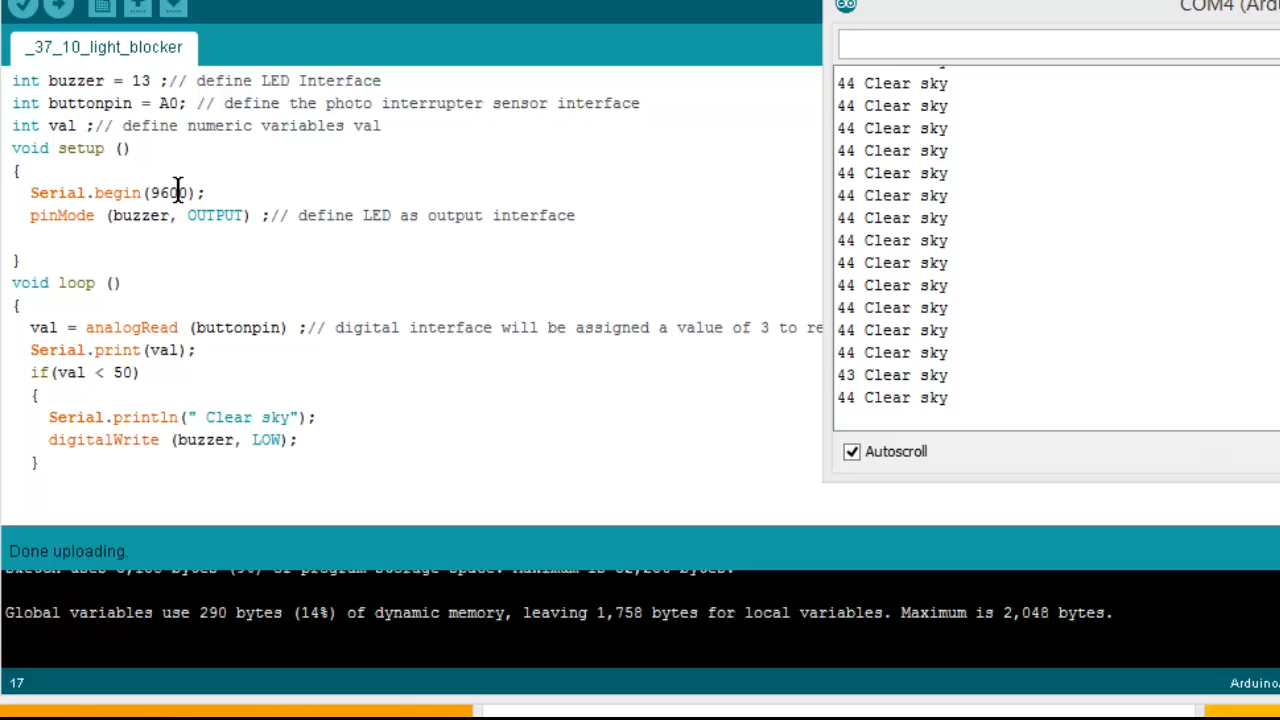 _37_10_light_blocker
int buzzer = 13 ;// define LED Interface
int buttonpin = A0; // define the photo interrupter sensor interface
int val ;// define numeric variables val
void setup ()
{
Serial.begin(9600);
pinMode (buzzer, OUTPUT) ;// define LED as output interface
}
void loop ()
{
val = analogRead (buttonpin) ;// digital interface will be assigned a value of 3 to re
Serial.print(val);
if(val < 50)
{
Serial.println(" Clear sky");
digitalWrite (buzzer, LOW);
}
COM4 (Ardu
44 Clear sky
44 Clear sky
44 Clear sky
44 Clear sky
44 Clear sky
44 Clear sky
44 Clear sky
44 Clear sky
44 Clear sky
44 Clear sky
44 Clear sky
44 Clear sky
44 Clear sky
43 Clear sky
44 Clear sky
Autoscroll
Done uploading.
Global variables use 290 bytes (14%) of dynamic memory, leaving 1,758 bytes for local variables. Maximum is 2,048 bytes.
17
Arduino